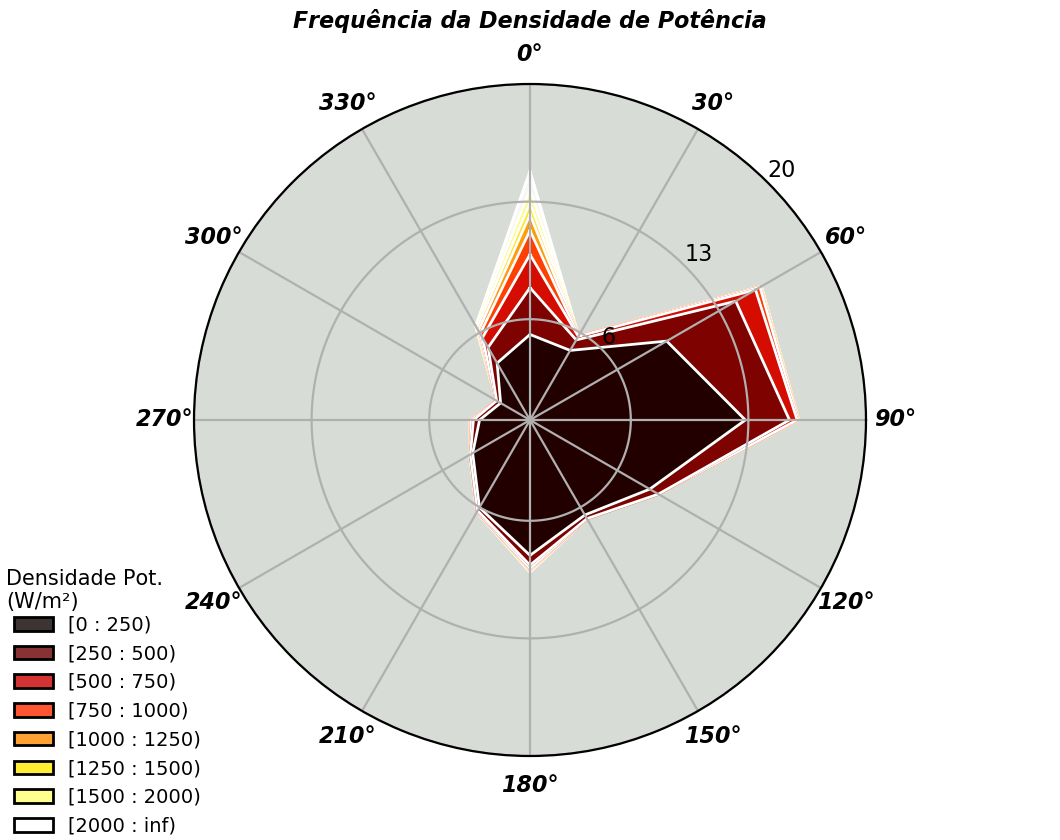 Frequência da Densidade de Potência
0°
330°
30°
20
300°
60°
13
6
270°
90°
240°
120°
210°
150°
180°
Densidade Pot.
(W/m²)
[0 : 250)
[250 : 500)
[500 : 750)
[750 : 1000)
[1000 : 1250)
[1250 : 1500)
[1500 : 2000)
[2000 : inf)